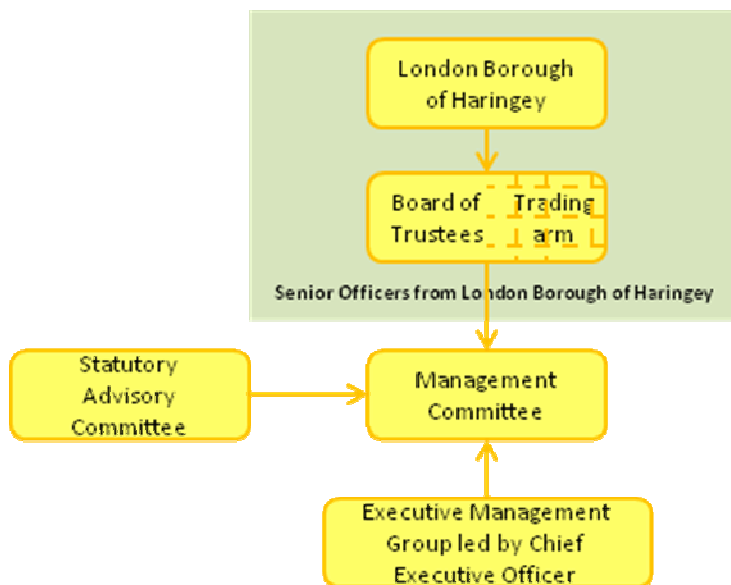 London Borough
of Haringey
Board of
Trustees
Trading
arm
Senior Officers from London Borough of Haringey
Statutory
Advisory
Committee
Management
Committee
Executive Management
Group led by Chief
Executive Officer